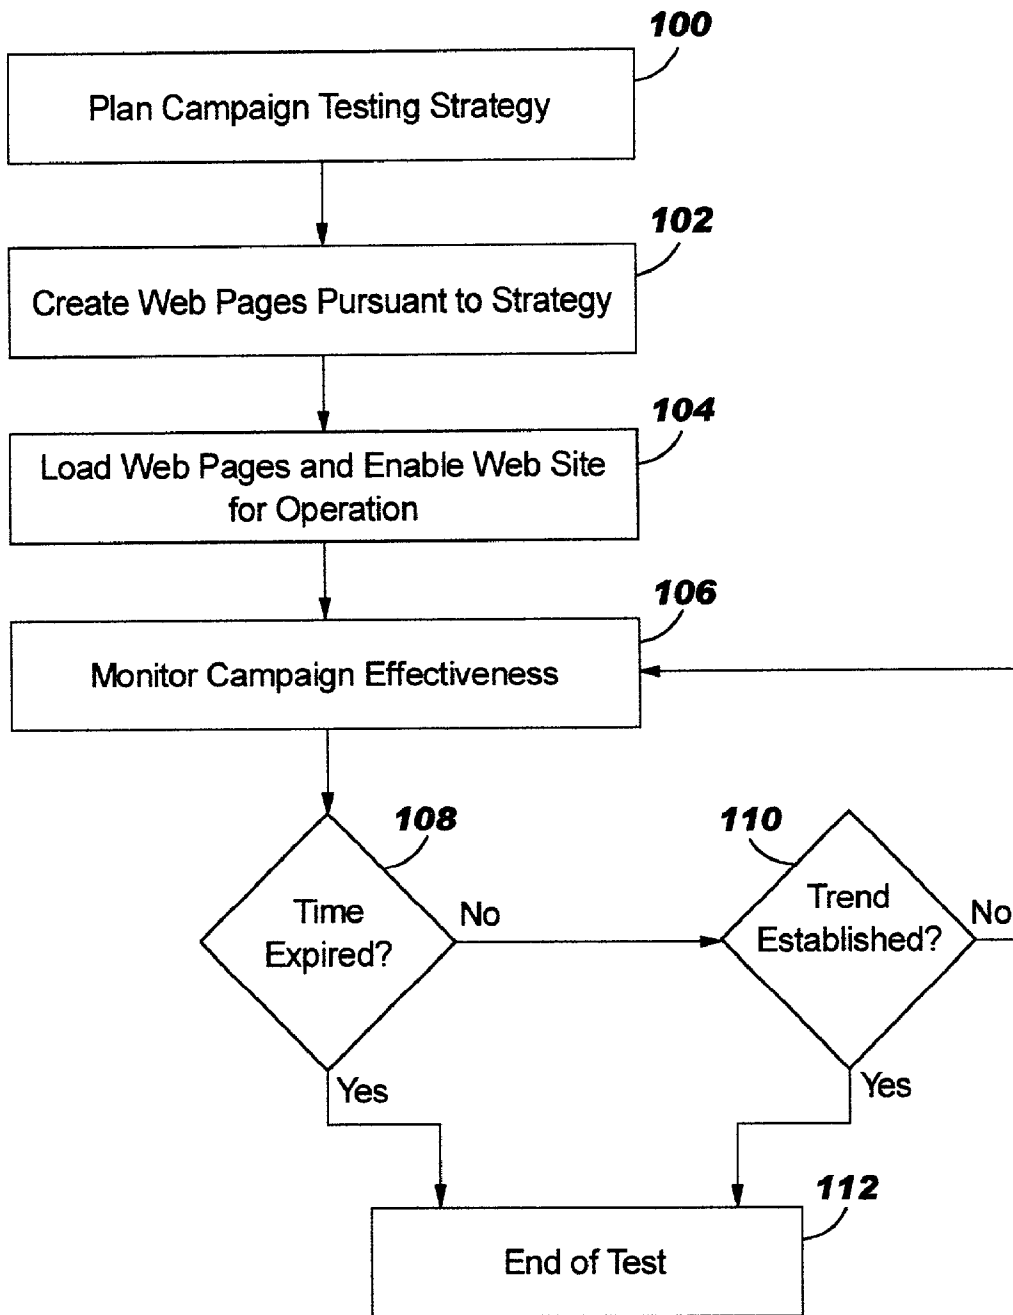 100
Plan Campaign Testing Strategy
102
Create Web Pages Pursuant to Strategy
104
Load Web Pages and Enable Web Site
for Operation
106
Monitor Campaign Effectiveness
108
110
Time
Expired?
No
Trend
Established?
No
Yes
Yes
112
End of Test